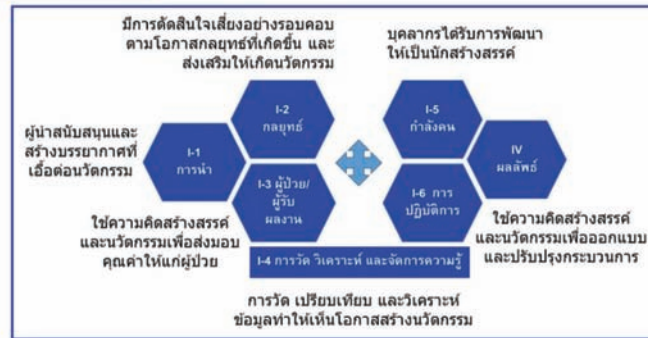 มีการตัดสินใจเสี่ยงอย่างรอบคอบ
ตามโอกาสกลยุทธ์ที่เกิดขึ้น และ
ส่งเสริมให้เกิดนวัตกรรม
บุคลากรได้รับการพัฒนา
ให้เป็นนักสร้างสรรค์
ผู้นำสนับสนุนและ
สร้างบรรยากาศที่
เอื้อต่อนวัตกรรม
I-1
การนำ
I-2
กลยุทธ์
I-3 ผู้ป่วย/
ผู้รับ
ผลงาน
I-5
กำลังคน
I-6 การ
ปฏิบัติการ
IV
ผลลัพธ์
ใช้ความคิดสร้างสรรค์
และนวัตกรรมเพื่อส่งมอบ
คุณค่าให้แก่ผู้ป่วย
ใช้ความคิดสร้างสรรค์
และนวัตกรรมเพื่อออกแบบ
และปรับปรุงกระบวนการ
I-4 การวัด วิเคราะห์ และจัดการความรู้
การวัด เปรียบเทียบ และวิเคราะห์
ข้อมูลทำให้เห็นโอกาสสร้างนวัตกรรม